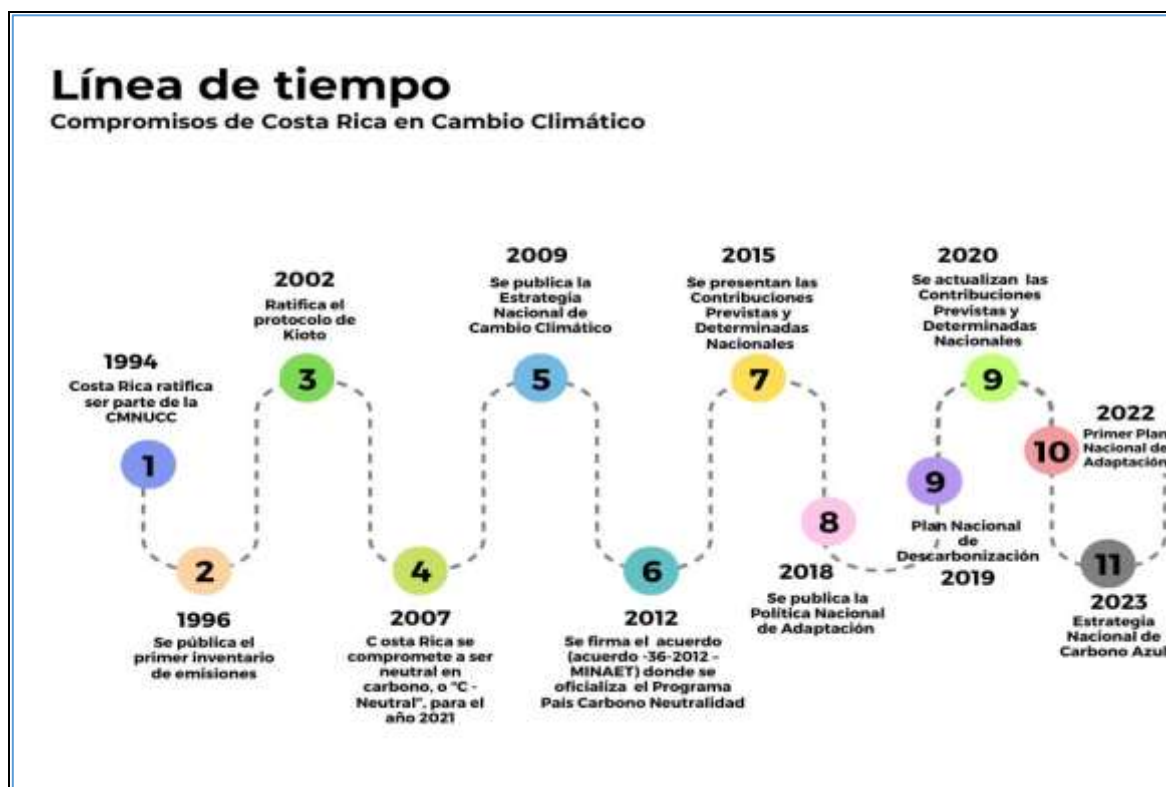 Línea de tiempo
Compromisos de Costa Rica en Cambio Climático
1994
Costa Rica ratifica
ser parte de la
CMNUCC
1
2
1996
Se pública el
primer inventario
de emisiones
2002
Ratifica el
protocolo de
Kioto
3
4
2007
C osta Rica se
compromete a ser
neutral en
carbono, o "C -
Neutral", para el
año 2021
2009
Se publica la
Estrategia
Nacional de
Cambio Climático
5
6
2012
Se firma el acuerdo
(acuerdo -36-2012 -
MINAET) donde se
oficializa el Programa
País Carbono Neutralidad
2015
Se presentan las
Contribuciones
Previstas y
Determinadas
Nacionales
7
8
2018
Se publica la
Política Nacional
de Adaptación
9
Plan Nacional
de
Descarbonización
2019
2020
Se actualizan las
Contribuciones
Previstas y
Determinadas
Nacionales
9
10
2022
Primer Plan
Nacional de
Adaptación
11
2023
Estrategia
Nacional de
Carbono Azul